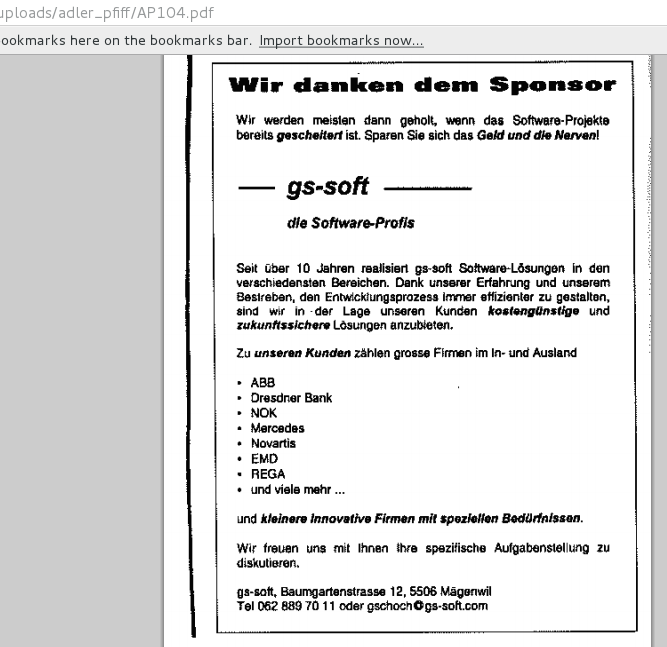 uploads/adler_pfiff/AP104.pdf
ookmarks here on the bookmarks bar. Import bookmarks now...
Wir danken dem Sponsor
Wir werden meisten dann geholt, wenn das Software-Projekte
bereits gescheitert ist. Sparen Sie sich das Geld und die Nerven!
gs-soft
die Software-Profis
Seit über 10 Jahren realisiert gs-soft Software-Lösungen in den
verschiedensten Bereichen. Dank unserer Erfahrung und unserem
Bestreben, den Entwicklungsprozess immer effizienter zu gestalten,
sind wir in der Lage unseren Kunden kostengünstige und
zukunftssichere Lösungen anzubieten.
Zu unseren Kunden zählen grosse Firmen im In- und Ausland
• ABB
• Dresdner Bank
• NOK
• Mercedes
• Novartis
• EMD
• REGA
• und viele mehr ...
und kleinere innovative Firmen mit speziellen Bedürfnissen.
Wir freuen uns mit Ihnen Ihre spezifische Aufgabenstellung zu
diskutieren.
gs-soft, Baumgartenstrasse 12, 5506 Mägenwil
Tel 062 889 70 11 oder gschoch@gs-soft.com